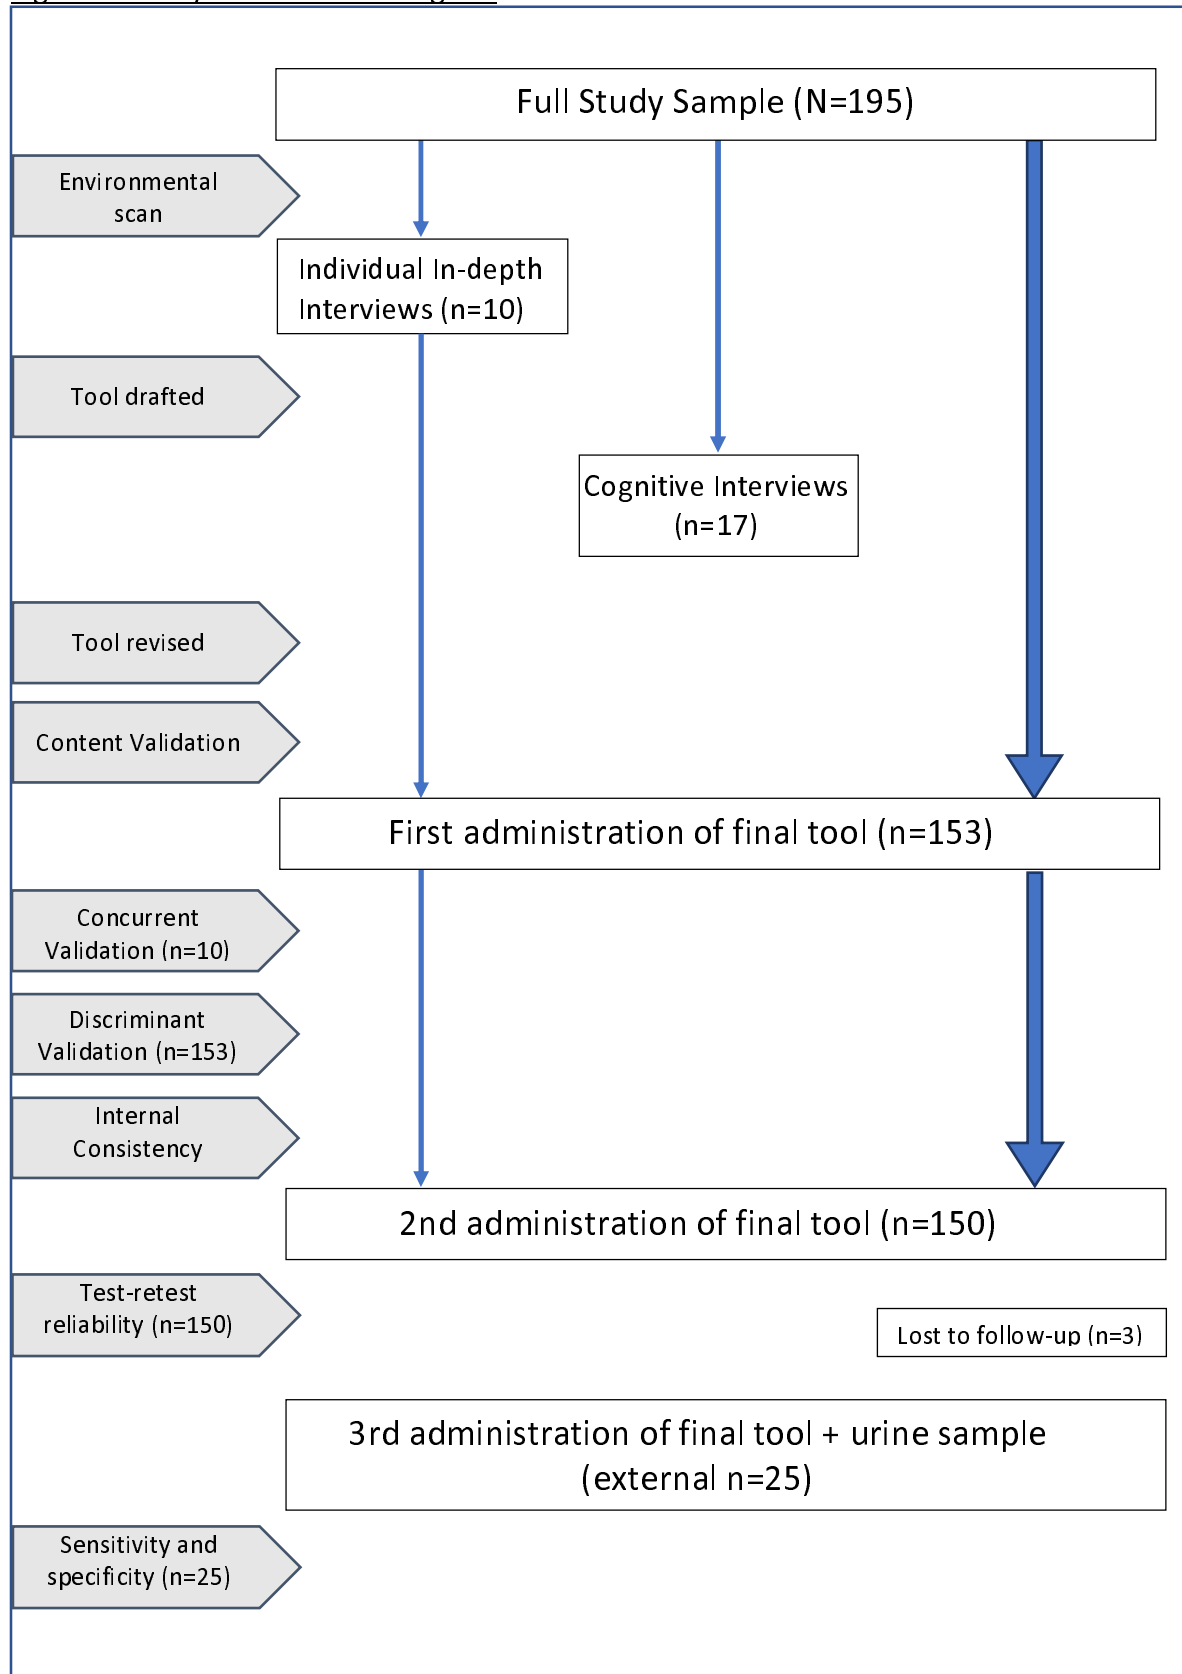 Full Study Sample (N=195)
Environmental
scan
Individual In-depth
Interviews (n=10)
Tool drafted
Cognitive Interviews
(n=17)
Tool revised
Content Validation
First administration of final tool (n=153)
Concurrent
Validation (n=10)
Discriminant
Validation (n=153)
Internal
Consistency
2nd administration of final tool (n=150)
Test-retest
reliability (n=150)
Lost to follow-up (n=3)
3rd administration of final tool + urine sample
(external n=25)
Sensitivity and
specificity (n=25)